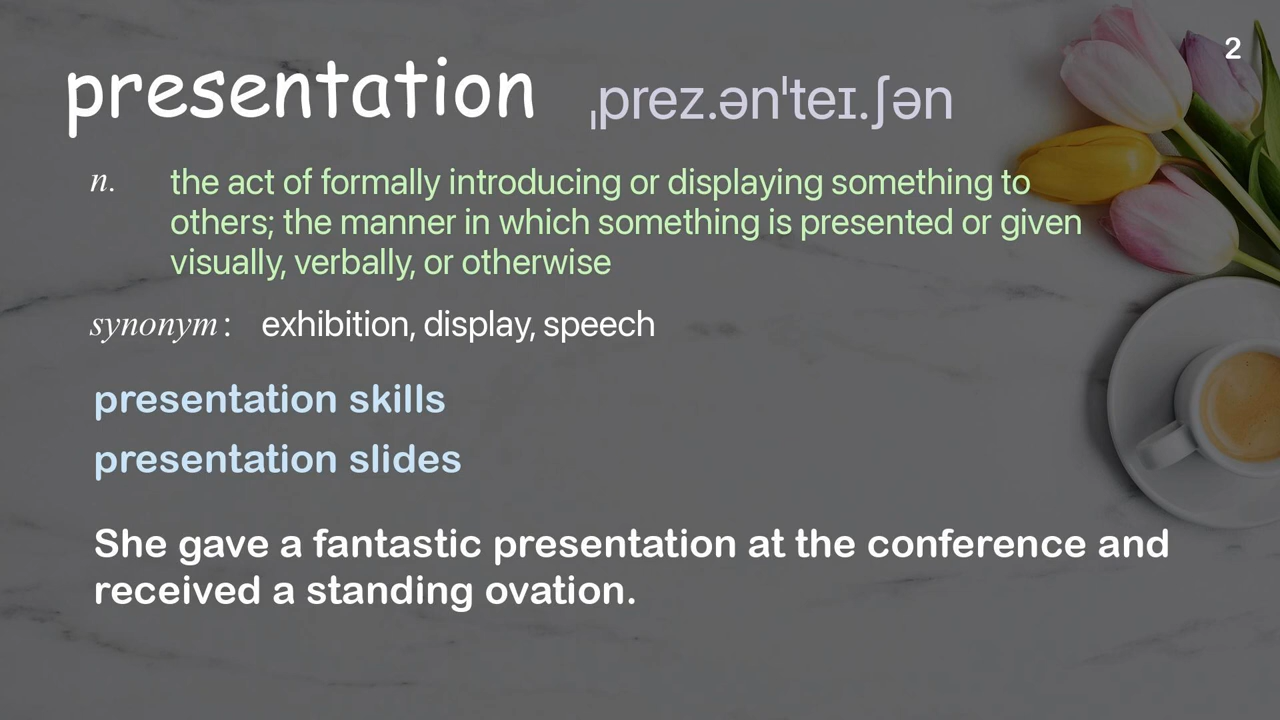 2
presentation ˌprez.ənˈteɪ.ʃən
n. the act of formally introducing or displaying something to
others; the manner in which something is presented or given
visually, verbally, or otherwise
synonym: exhibition, display, speech
presentation skills
presentation slides
She gave a fantastic presentation at the conference and
received a standing ovation.